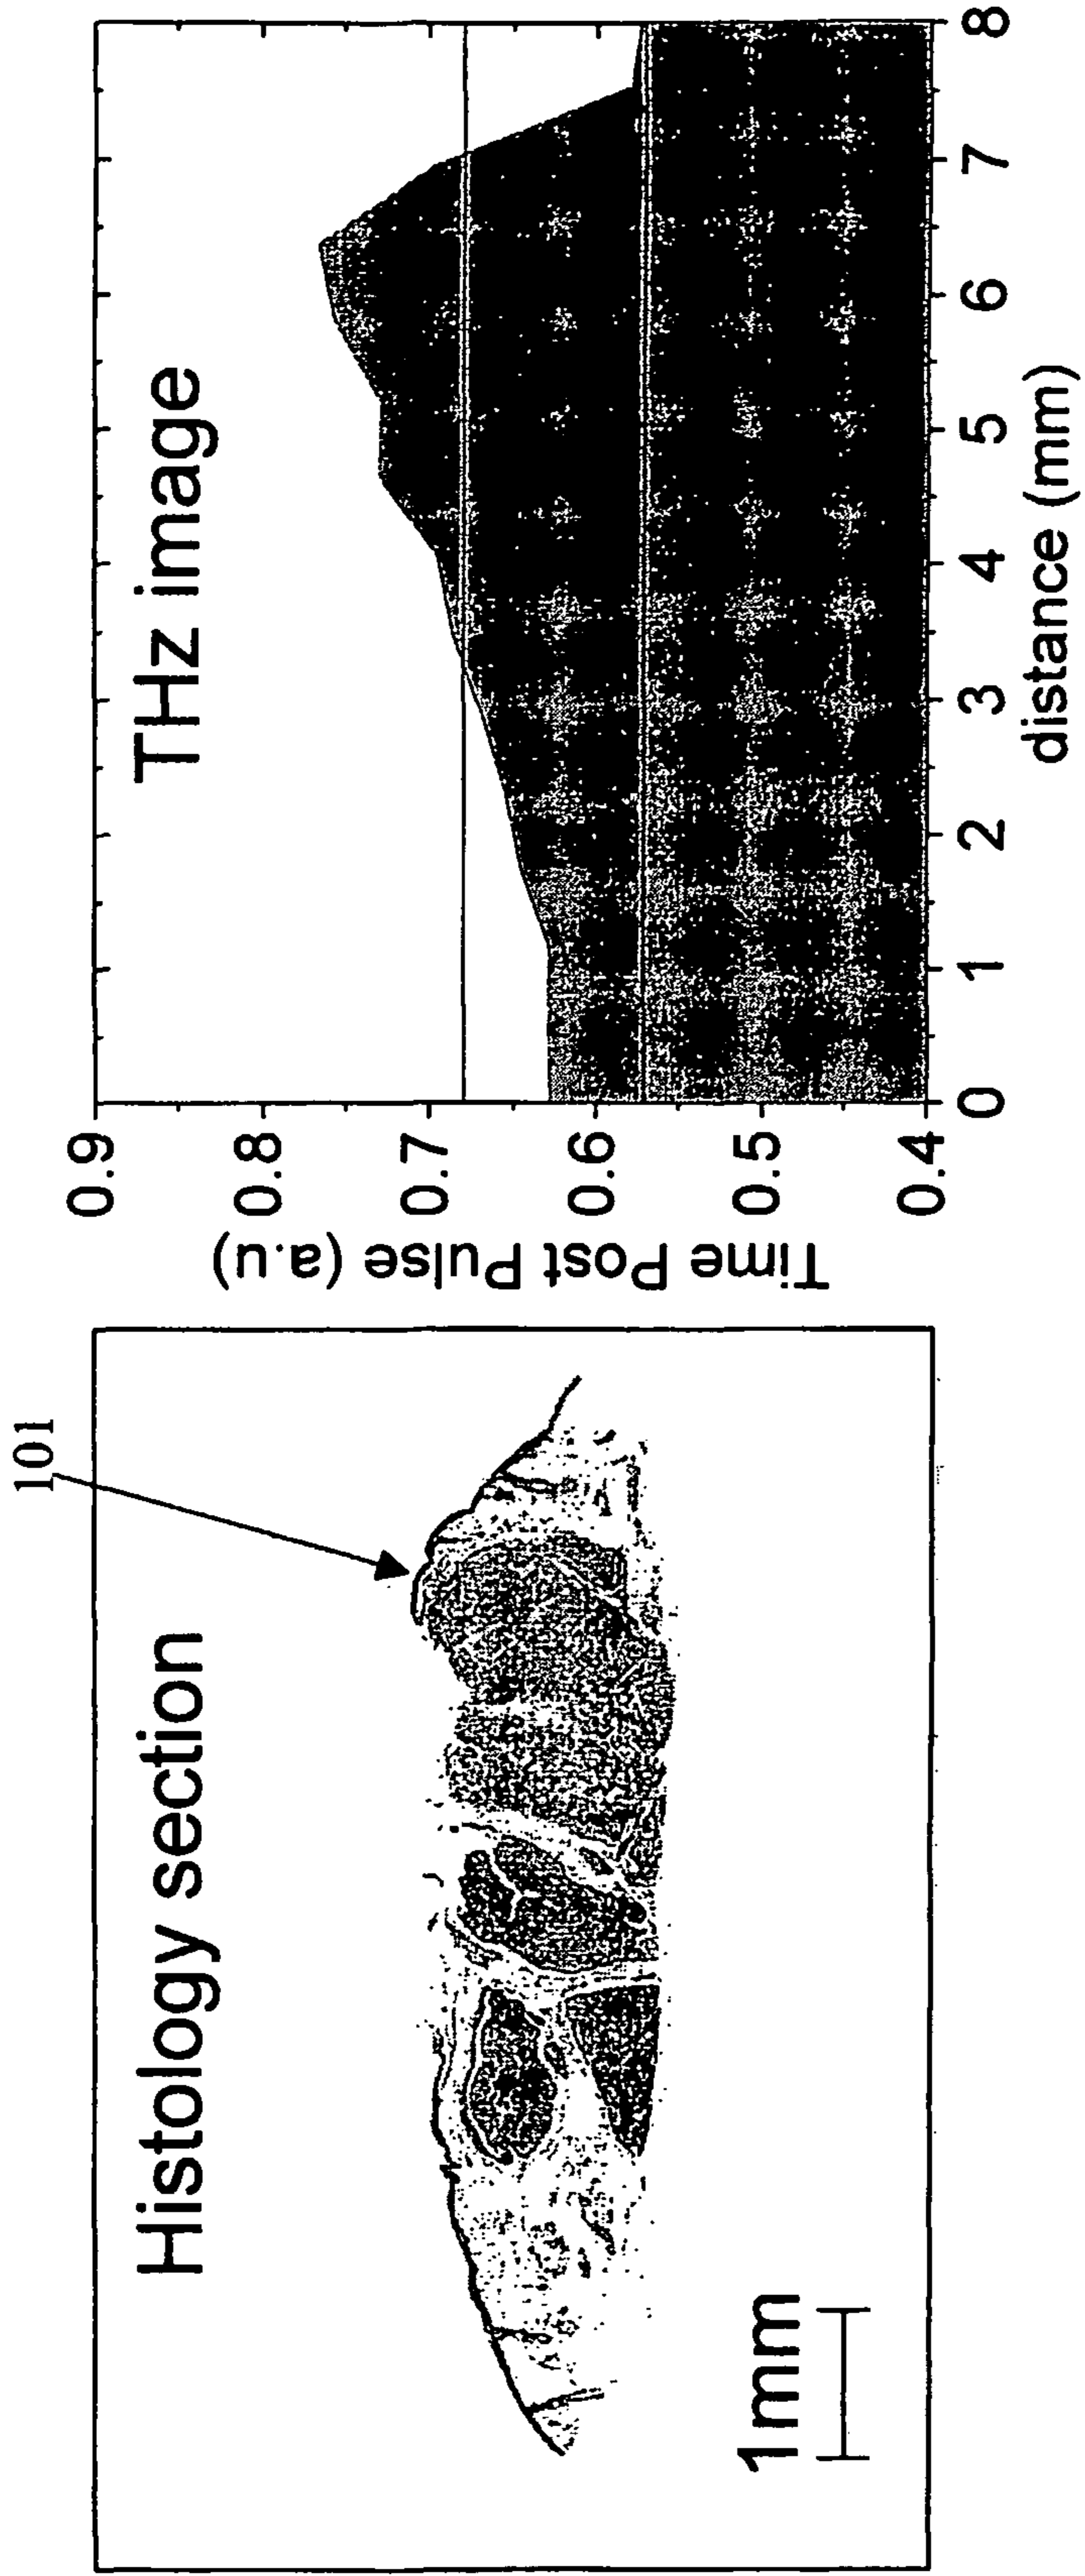 101
Histology section
1mm
THz image
Time Post Pulse (a.u)
0.9
0.8
0.7
0.6
0.5
0.4
0 1 2 3 4 5 6 7 8
distance (mm)